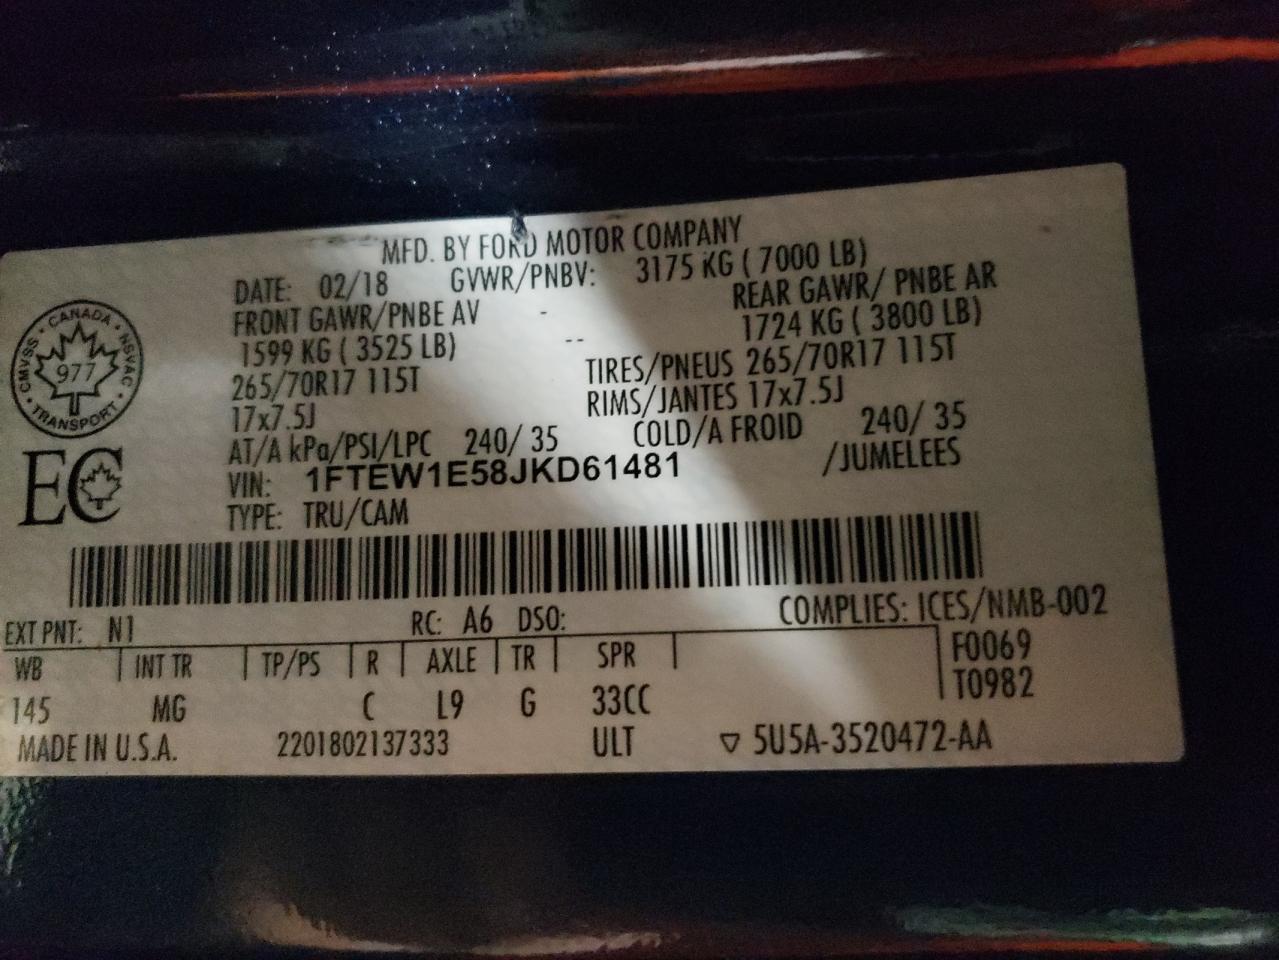 MFD. BY FORD MOTOR COMPANY
DATE: 02/18 GVWR/PNBV: 3175 KG ( 7000 LB)
FRONT GAWR/PNBE AV - REAR GAWR/ PNBE AR
1599 KG ( 3525 LB) -- 1724 KG ( 3800 LB)
265/70R17 115T TIRES/PNEUS 265/70R17 115T
17x7.5J RIMS/JANTES 17x7.5J
AT/A kPa/PSI/LPC 240/ 35 COLD/A FROID 240/ 35
VIN: 1FTEW1E58JKD61481 /JUMELEES
TYPE: TRU/CAM
CANADA
CMVSS NSVAC
977
TRANSPORT
EC
EXT PNT: N1 RC: A6 DSO: COMPLIES: ICES/NMB-002
WB INT TR TP/PS R AXLE TR SPR F0069
T0982
145 MG C L9 G 33CC
MADE IN U.S.A. 2201802137333 ULT ▽ 5U5A-3520472-AA